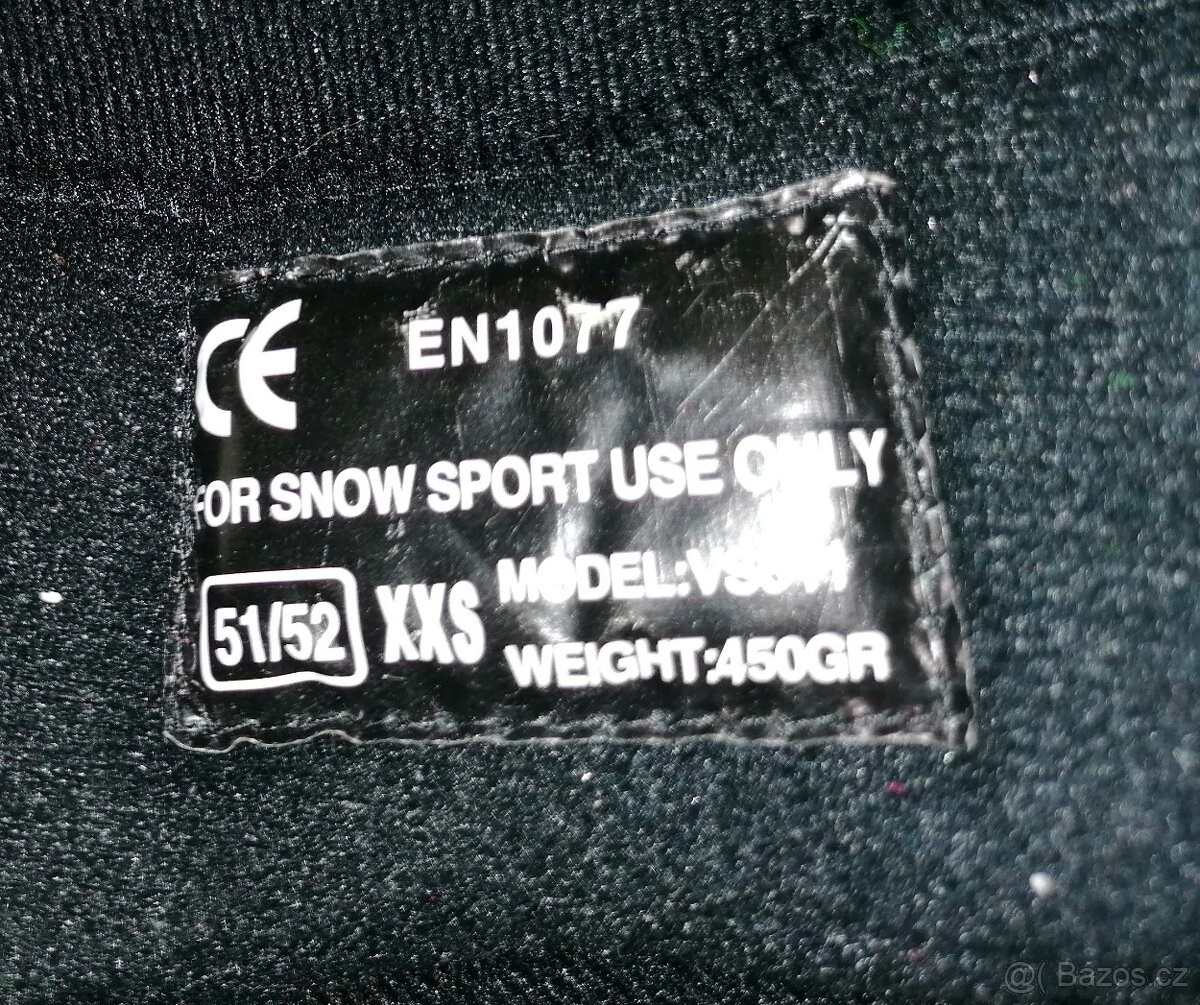 CE EN1077
FOR SNOW SPORT USE ONLY
51/52 XXS MODEL:
WEIGHT:450GR
@( Bazos.cz